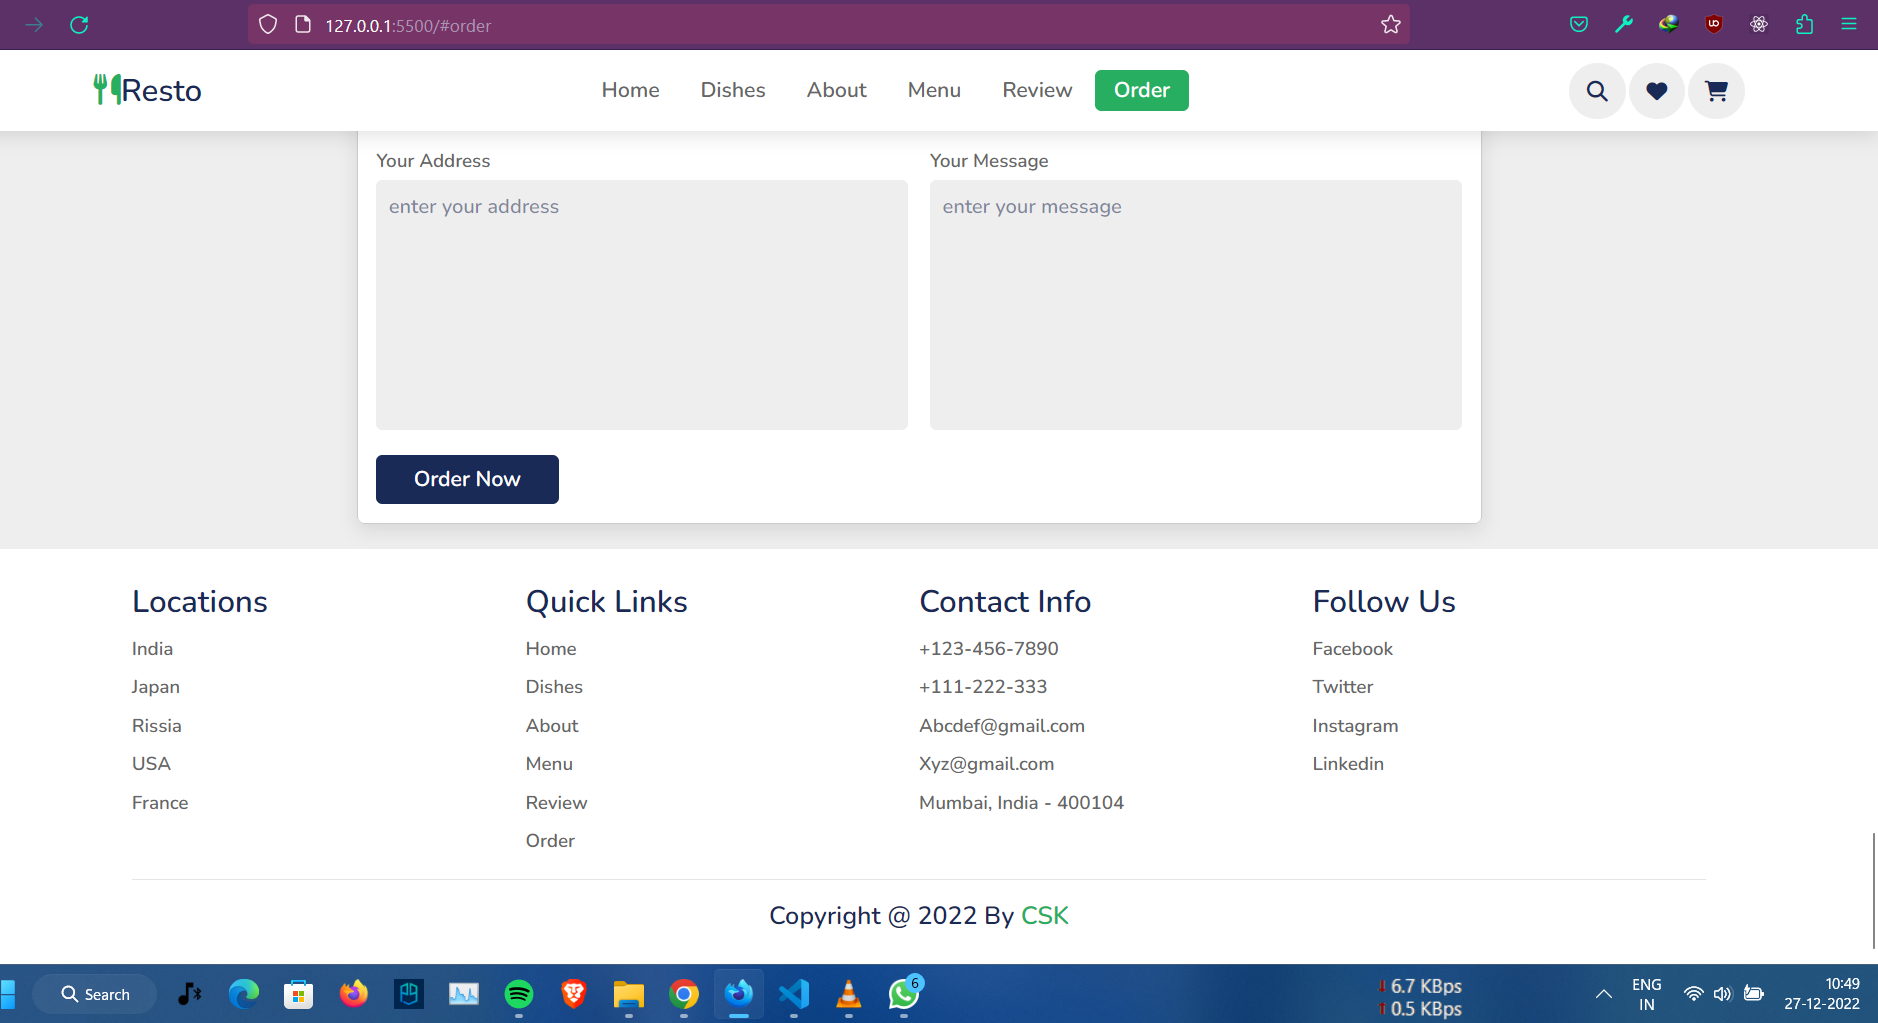 127.0.0.1:5500/#order
Resto
Home Dishes About Menu Review Order
Your Address Your Message
enter your address enter your message
Order Now
Locations Quick Links Contact Info Follow Us
India Home +123-456-7890 Facebook
Japan Dishes +111-222-333 Twitter
Rissia About Abcdef@gmail.com Instagram
USA Menu Xyz@gmail.com Linkedin
France Review Mumbai, India - 400104
Order
Copyright @ 2022 By CSK
Search
6
6.7 KBps
0.5 KBps
ENG
IN
10:49
27-12-2022